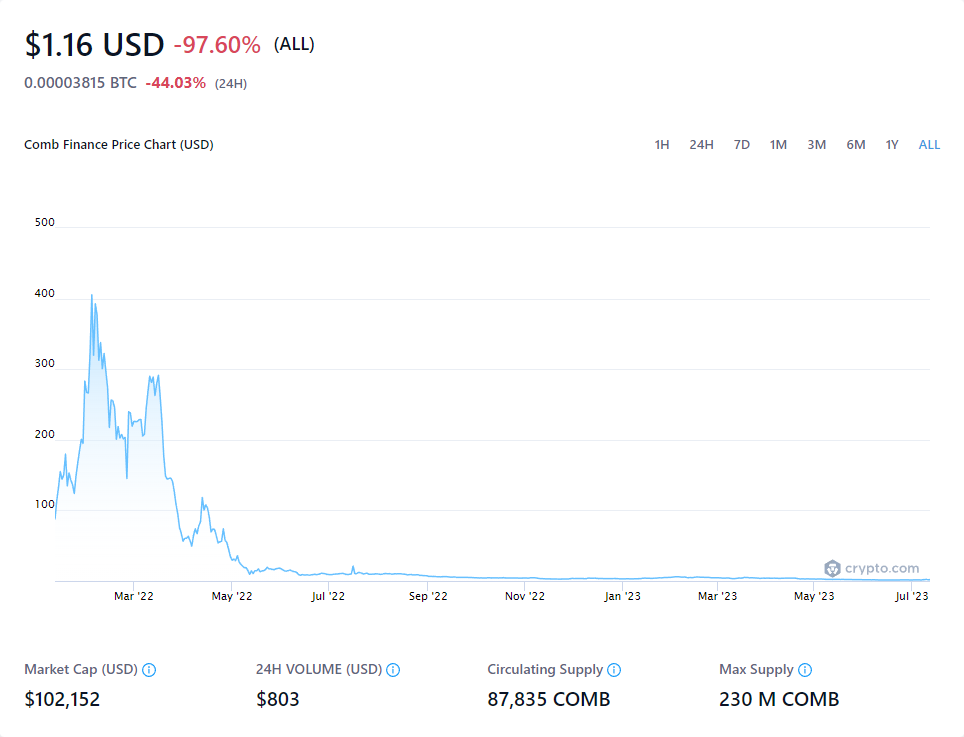 $1.16 USD -97.60% (ALL)
0.00003815 BTC -44.03% (24H)
Comb Finance Price Chart (USD) 1H 24H 7D 1M 3M 6M 1Y ALL
500
400
300
200
100
crypto.com
Mar '22 May '22 Jul '22 Sep '22 Nov '22 Jan '23 Mar '23 May '23 Jul '23
Market Cap (USD) 24H VOLUME (USD) Circulating Supply Max Supply
$102,152 $803 87,835 COMB 230 M COMB